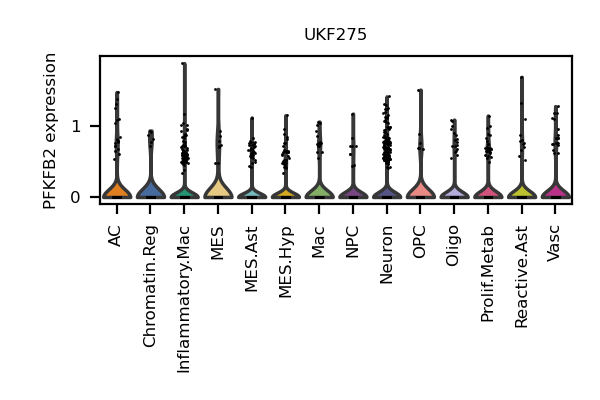 UKF275
PFKFB2 expression
1
0
AC
Chromatin.Reg
Inflammatory.Mac
MES
MES.Ast
MES.Hyp
Mac
NPC
Neuron
OPC
Oligo
Prolif.Metab
Reactive.Ast
Vasc